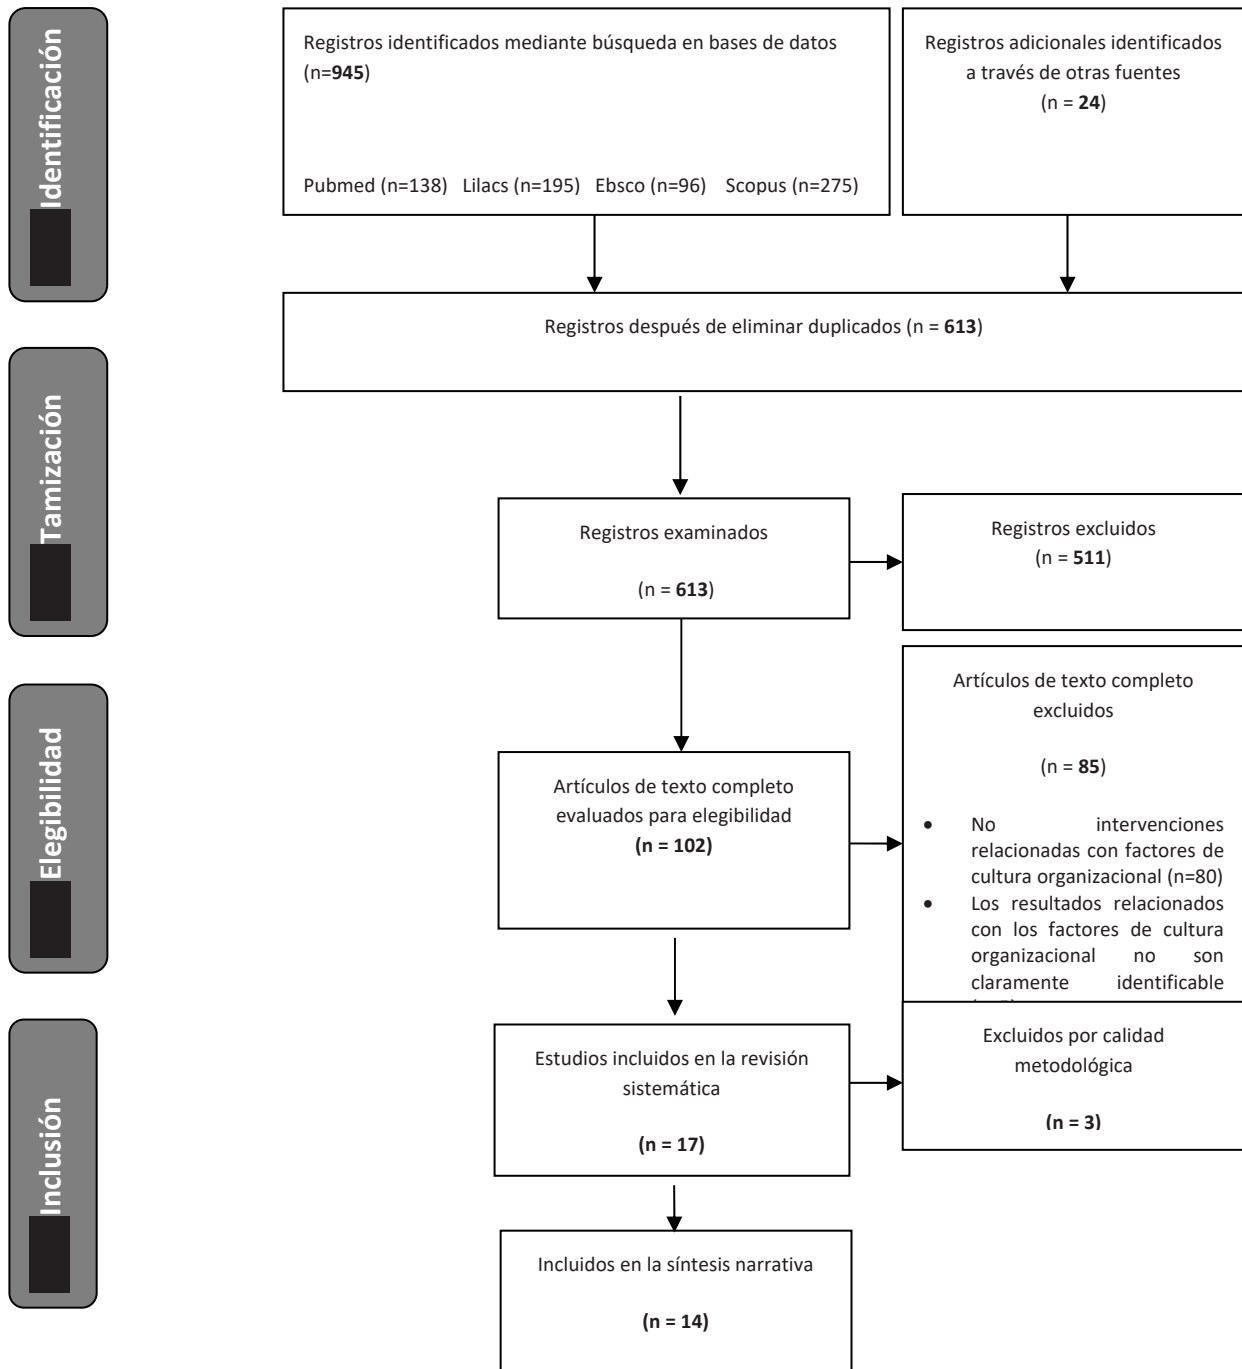 Identificación
Registros identificados mediante búsqueda en bases de datos
(n=945)
Pubmed (n=138) Lilacs (n=195) Ebsco (n=96) Scopus (n=275)
Registros adicionales identificados
a través de otras fuentes
(n = 24)
Registros después de eliminar duplicados (n = 613)
Tamización
Registros examinados
(n = 613)
Registros excluidos
(n = 511)
Elegibilidad
Artículos de texto completo
evaluados para elegibilidad
(n = 102)
Artículos de texto completo
excluidos
(n = 85)
• No intervenciones
relacionadas con factores de
cultura organizacional (n=80)
• Los resultados relacionados
con los factores de cultura
organizacional no son
claramente identificable
Inclusión
Estudios incluidos en la revisión
sistemática
(n = 17)
Excluidos por calidad
metodológica
(n = 3)
Incluidos en la síntesis narrativa
(n = 14)